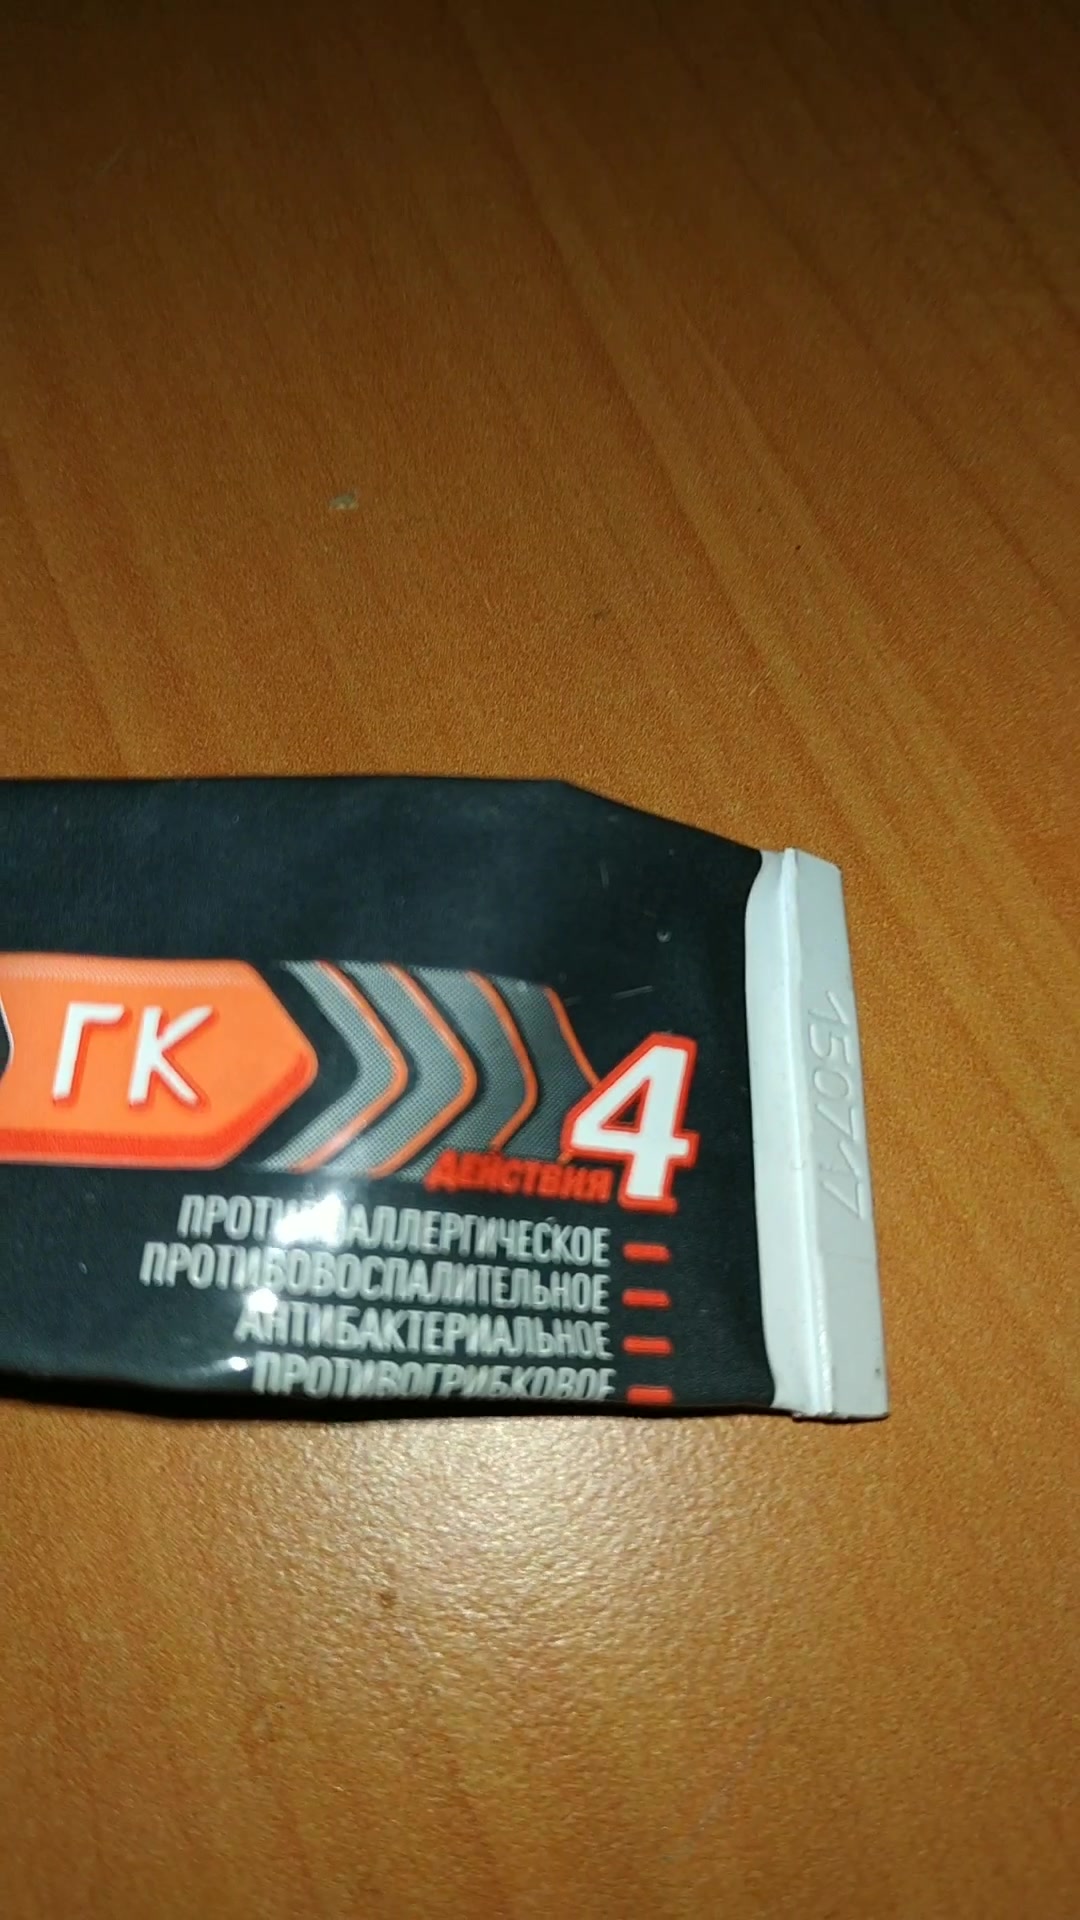 ГК
4
ДЕЙСТВИЯ
ПРОТИВОАЛЛЕРГИЧЕСКОЕ
ПРОТИВОВОСПАЛИТЕЛЬНОЕ
АНТИБАКТЕРИАЛЬНОЕ
ПРОТИВОГРИБКОВОЕ
150717